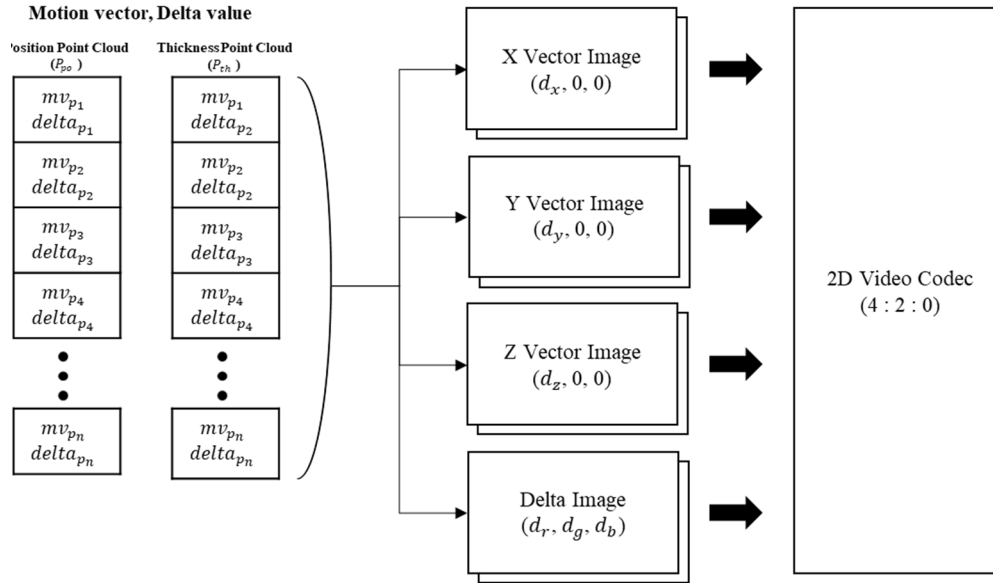 Motion vector, Delta value
Position Point Cloud
(P_po)
Thickness Point Cloud
(P_th)
mv_p1
delta_p1
mv_p2
delta_p2
mv_p3
delta_p3
mv_p4
delta_p4
mv_pn
delta_pn
mv_p1
delta_p2
mv_p2
delta_p2
mv_p3
delta_p3
mv_p4
delta_p4
mv_pn
delta_pn
X Vector Image
(d_x, 0, 0)
Y Vector Image
(d_y, 0, 0)
Z Vector Image
(d_z, 0, 0)
Delta Image
(d_r, d_g, d_b)
2D Video Codec
(4 : 2 : 0)